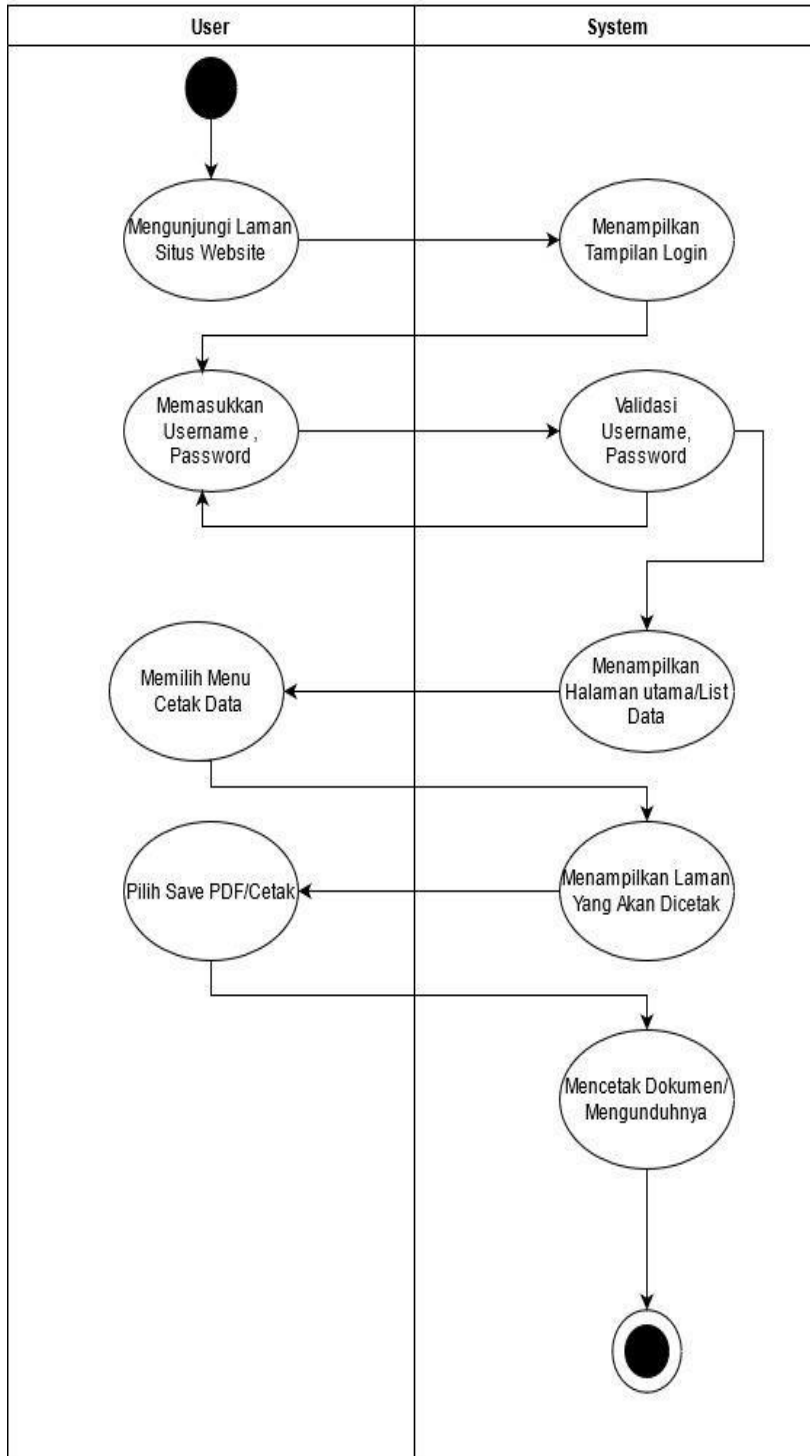 User
System
Mengunjungi Laman
Situs Website
Menampilkan
Tampilan Login
Memasukkan
Username ,
Password
Validasi
Username,
Password
Memilih Menu
Cetak Data
Menampilkan
Halaman utama/List
Data
Pilih Save PDF/Cetak
Menampilkan Laman
Yang Akan Dicetak
Mencetak Dokumen/
Mengunduhnya